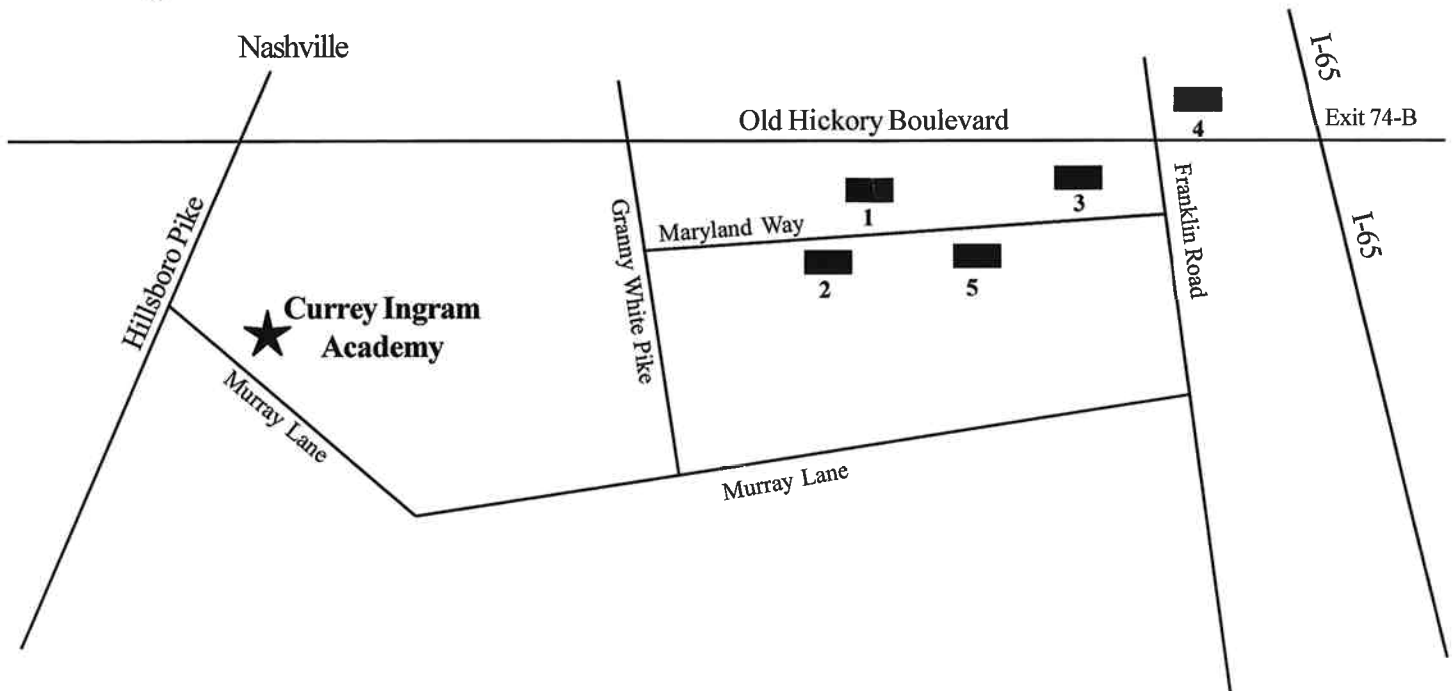 Nashville
I-65
Old Hickory Boulevard
Exit 74-B
4
Hillsboro Pike
Granny White Pike
Maryland Way
1
3
Franklin Road
I-65
2
5
Currey Ingram
Academy
Murray Lane
Murray Lane